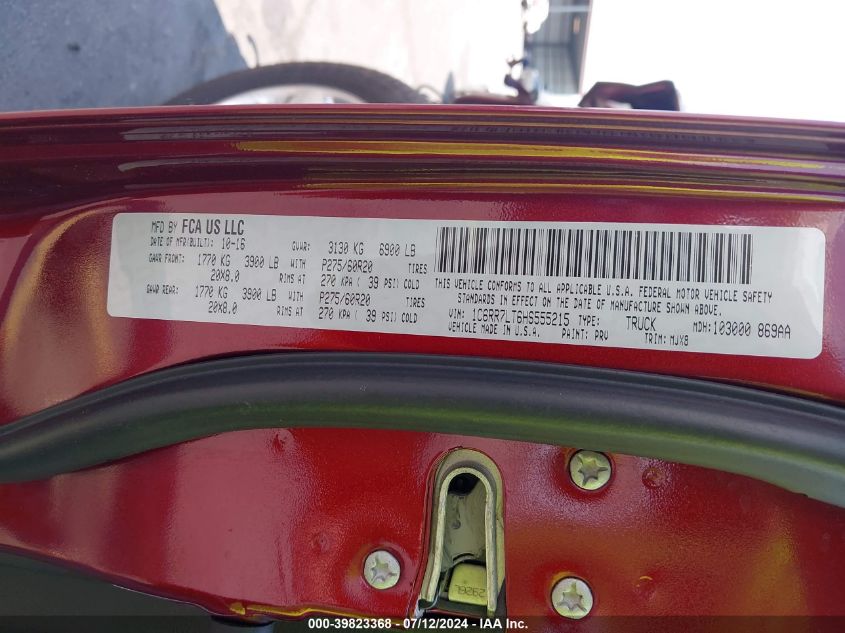 MFD BY FCA US LLC
DATE OF MFR(BUILT): 10-16 GVWR: 3130 KG 6900 LB
GAWR FRONT: 1770 KG 3900 LB WITH P275/60R20 TIRES
20X8.0 RIMS AT 270 KPA ( 39 PSI) COLD
GAWR REAR: 1770 KG 3900 LB WITH P275/60R20 TIRES
20X8.0 RIMS AT 270 KPA ( 39 PSI) COLD
THIS VEHICLE CONFORMS TO ALL APPLICABLE U.S.A. FEDERAL MOTOR VEHICLE SAFETY
STANDARDS IN EFFECT ON THE DATE OF MANUFACTURE SHOWN ABOVE.
VIN: 1C6RR7LT6HS555215 TYPE: TRUCK MDH: 103000 869AA
VEHICLE MADE IN U.S.A. PAINT: PRV TRIM: MJX8
000-39823368 - 07/12/2024 - IAA Inc.